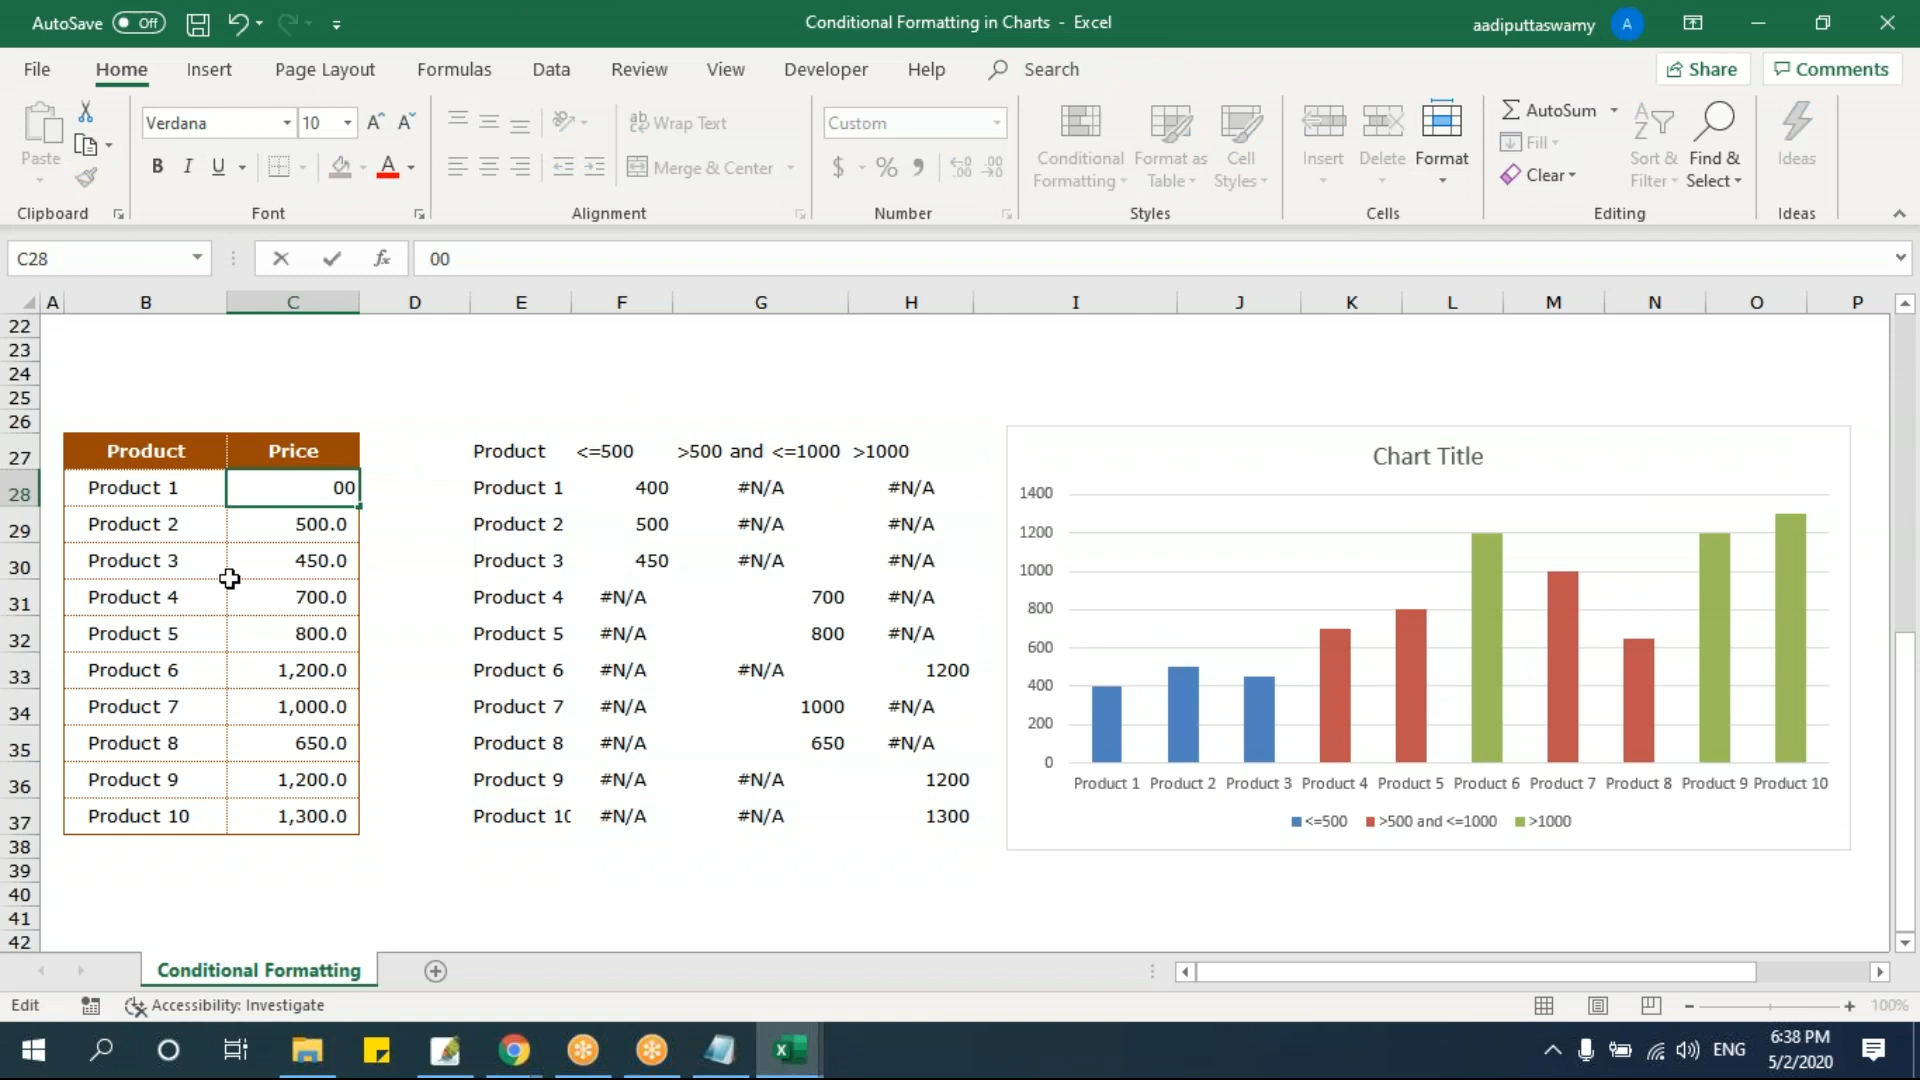 AutoSave Off
Conditional Formatting in Charts - Excel
aadiputtaswamy A
File Home Insert Page Layout Formulas Data Review View Developer Help Search
Share Comments
Paste
Clipboard
Verdana 10
B I U A
Font
Wrap Text
Merge & Center
Alignment
Custom
$ % ,
Number
Conditional Formatting
Format as Table
Cell Styles
Styles
Insert Delete Format
Cells
AutoSum
Fill
Clear
Sort & Filter
Find & Select
Editing
Ideas
Ideas
C28 fx 00
A B C D E F G H I J K L M N O P
22
23
24
25
26
27 Product Price Product <=500 >500 and <=1000 >1000
28 Product 1 00 Product 1 400 #N/A #N/A
29 Product 2 500.0 Product 2 500 #N/A #N/A
30 Product 3 450.0 Product 3 450 #N/A #N/A
31 Product 4 700.0 Product 4 #N/A 700 #N/A
32 Product 5 800.0 Product 5 #N/A 800 #N/A
33 Product 6 1,200.0 Product 6 #N/A #N/A 1200
34 Product 7 1,000.0 Product 7 #N/A 1000 #N/A
35 Product 8 650.0 Product 8 #N/A 650 #N/A
36 Product 9 1,200.0 Product 9 #N/A #N/A 1200
37 Product 10 1,300.0 Product 10 #N/A #N/A 1300
38
39
40
41
42
Chart Title
1400
1200
1000
800
600
400
200
0
Product 1 Product 2 Product 3 Product 4 Product 5 Product 6 Product 7 Product 8 Product 9 Product 10
<=500 >500 and <=1000 >1000
Conditional Formatting
Edit Accessibility: Investigate 100%
ENG 6:38 PM
5/2/2020